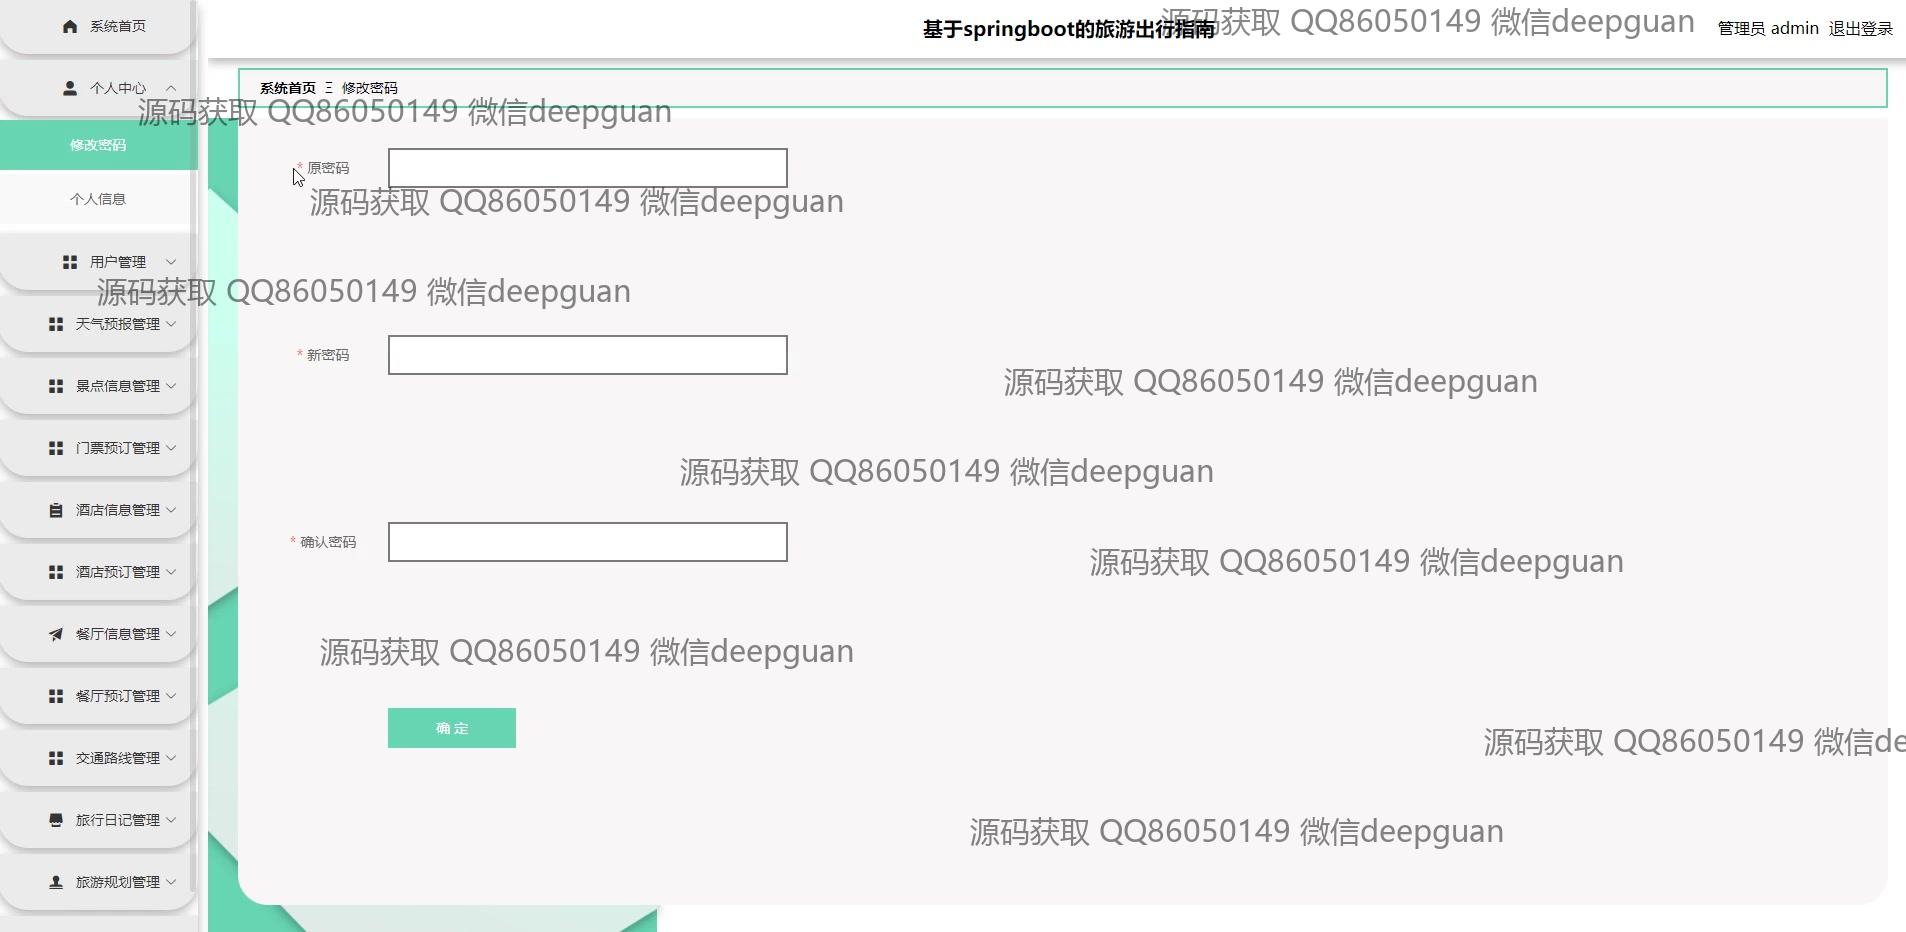 系统首页
基于springboot的旅游出行指南
源码获取 QQ86050149 微信deepguan
管理员 admin 退出登录
个人中心
系统首页 Ξ 修改密码
源码获取 QQ86050149 微信deepguan
修改密码
* 原密码
个人信息
源码获取 QQ86050149 微信deepguan
用户管理
源码获取 QQ86050149 微信deepguan
天气预报管理
* 新密码
景点信息管理
源码获取 QQ86050149 微信deepguan
门票预订管理
源码获取 QQ86050149 微信deepguan
酒店信息管理
* 确认密码
源码获取 QQ86050149 微信deepguan
酒店预订管理
餐厅信息管理
源码获取 QQ86050149 微信deepguan
餐厅预订管理
确 定
源码获取 QQ86050149 微信de
交通路线管理
旅行日记管理
源码获取 QQ86050149 微信deepguan
旅游规划管理